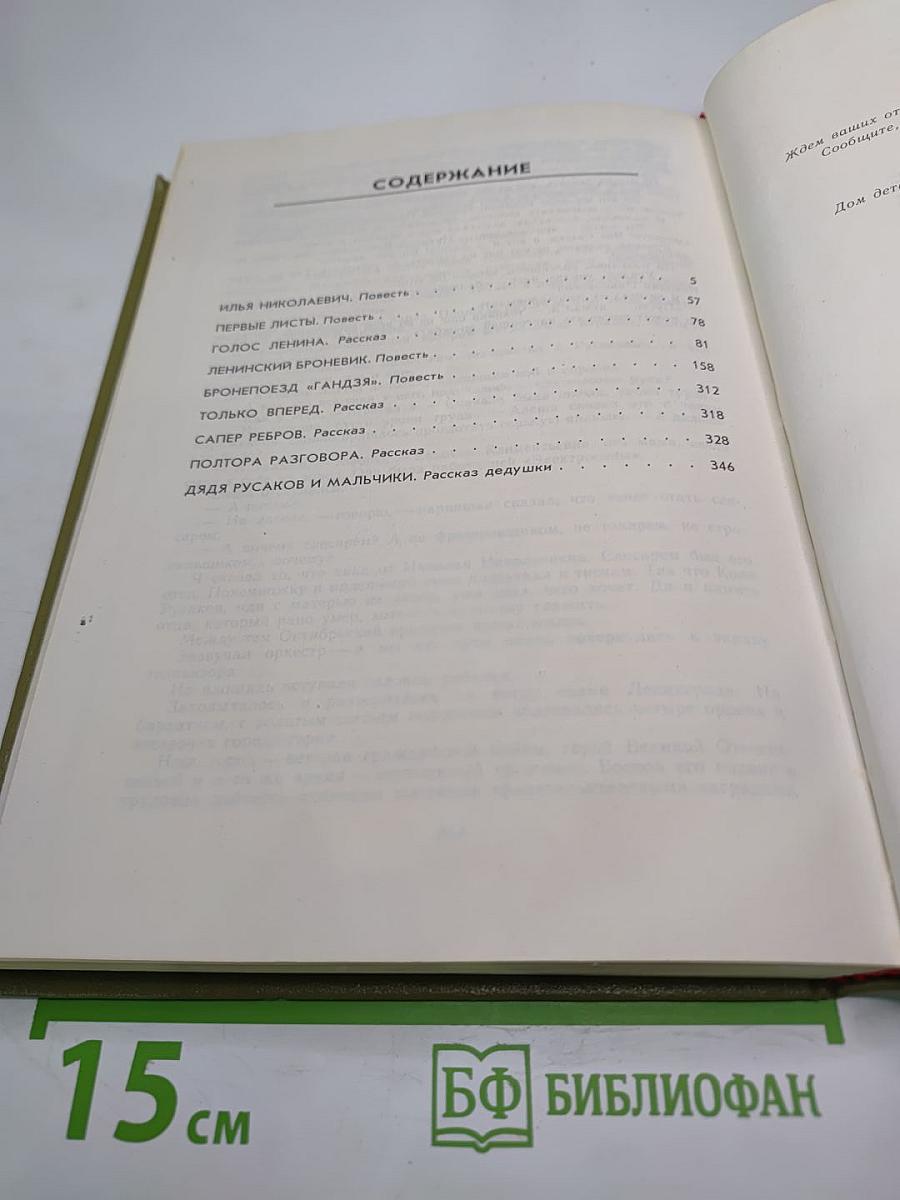 СОДЕРЖАНИЕ
ИЛЬЯ НИКОЛАЕВИЧ. Повесть . . . . . . . . . . . . 5
ПЕРВЫЕ ЛИСТЫ. Повесть . . . . . . . . . . . . . 57
ГОЛОС ЛЕНИНА. Рассказ . . . . . . . . . . . . . 78
ЛЕНИНСКИЙ БРОНЕВИК. Повесть . . . . . . . . . . . 81
БРОНЕПОЕЗД «ГАНДЗЯ». Повесть . . . . . . . . . . . 158
ТОЛЬКО ВПЕРЕД. Рассказ . . . . . . . . . . . . . 312
САПЕР РЕБРОВ. Рассказ . . . . . . . . . . . . . 318
ПОЛТОРА РАЗГОВОРА. Рассказ . . . . . . . . . . . 328
ДЯДЯ РУСАКОВ И МАЛЬЧИКИ. Рассказ дедушки . . . . . . . 346
Ждем ваших от
Сообщите,
Дом дет
15 см
БФ БИБЛИОФАН